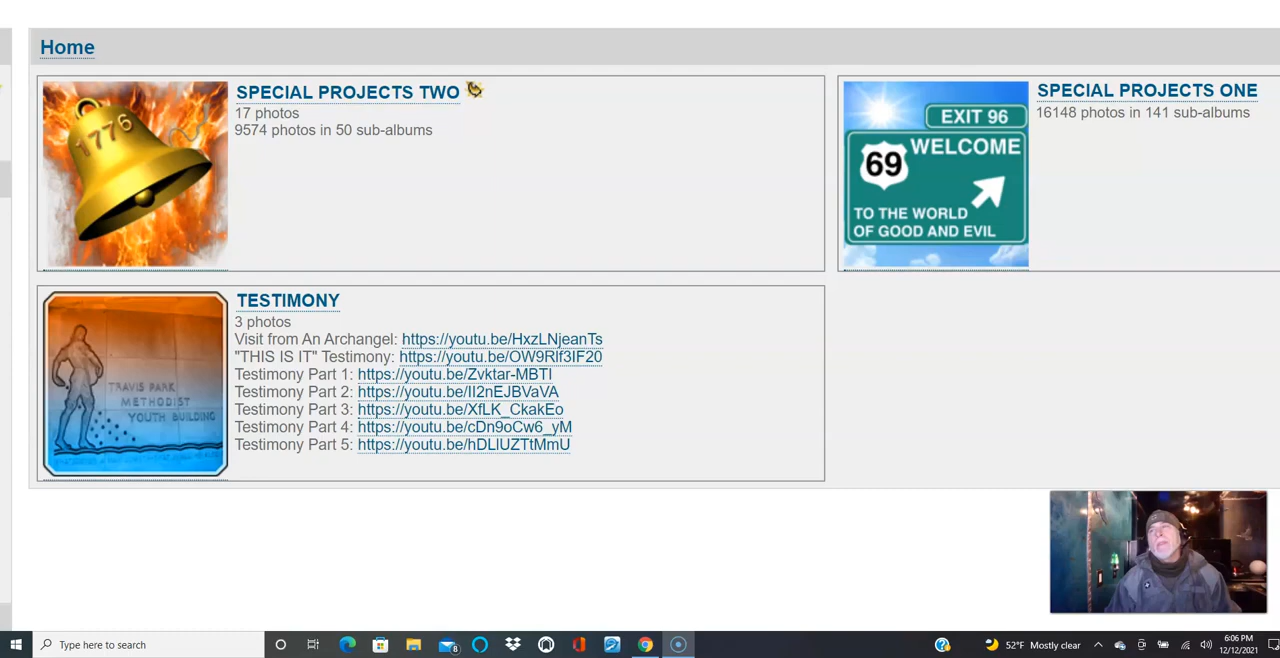 Home
SPECIAL PROJECTS TWO
17 photos
9574 photos in 50 sub-albums
1776
SPECIAL PROJECTS ONE
16148 photos in 141 sub-albums
EXIT 96
69 WELCOME
TO THE WORLD
OF GOOD AND EVIL
TESTIMONY
3 photos
Visit from An Archangel: https://youtu.be/HxzLNjeanTs
"THIS IS IT" Testimony: https://youtu.be/OW9Rlf3IF20
Testimony Part 1: https://youtu.be/Zvktar-MBTI
Testimony Part 2: https://youtu.be/II2nEJBVaVA
Testimony Part 3: https://youtu.be/XfLK_CkakEo
Testimony Part 4: https://youtu.be/cDn9oCw6_yM
Testimony Part 5: https://youtu.be/hDLlUZTtMmU
TRAVIS PARK
METHODIST
YOUTH BUILDING
Type here to search
8
52°F Mostly clear
6:06 PM
12/12/2021